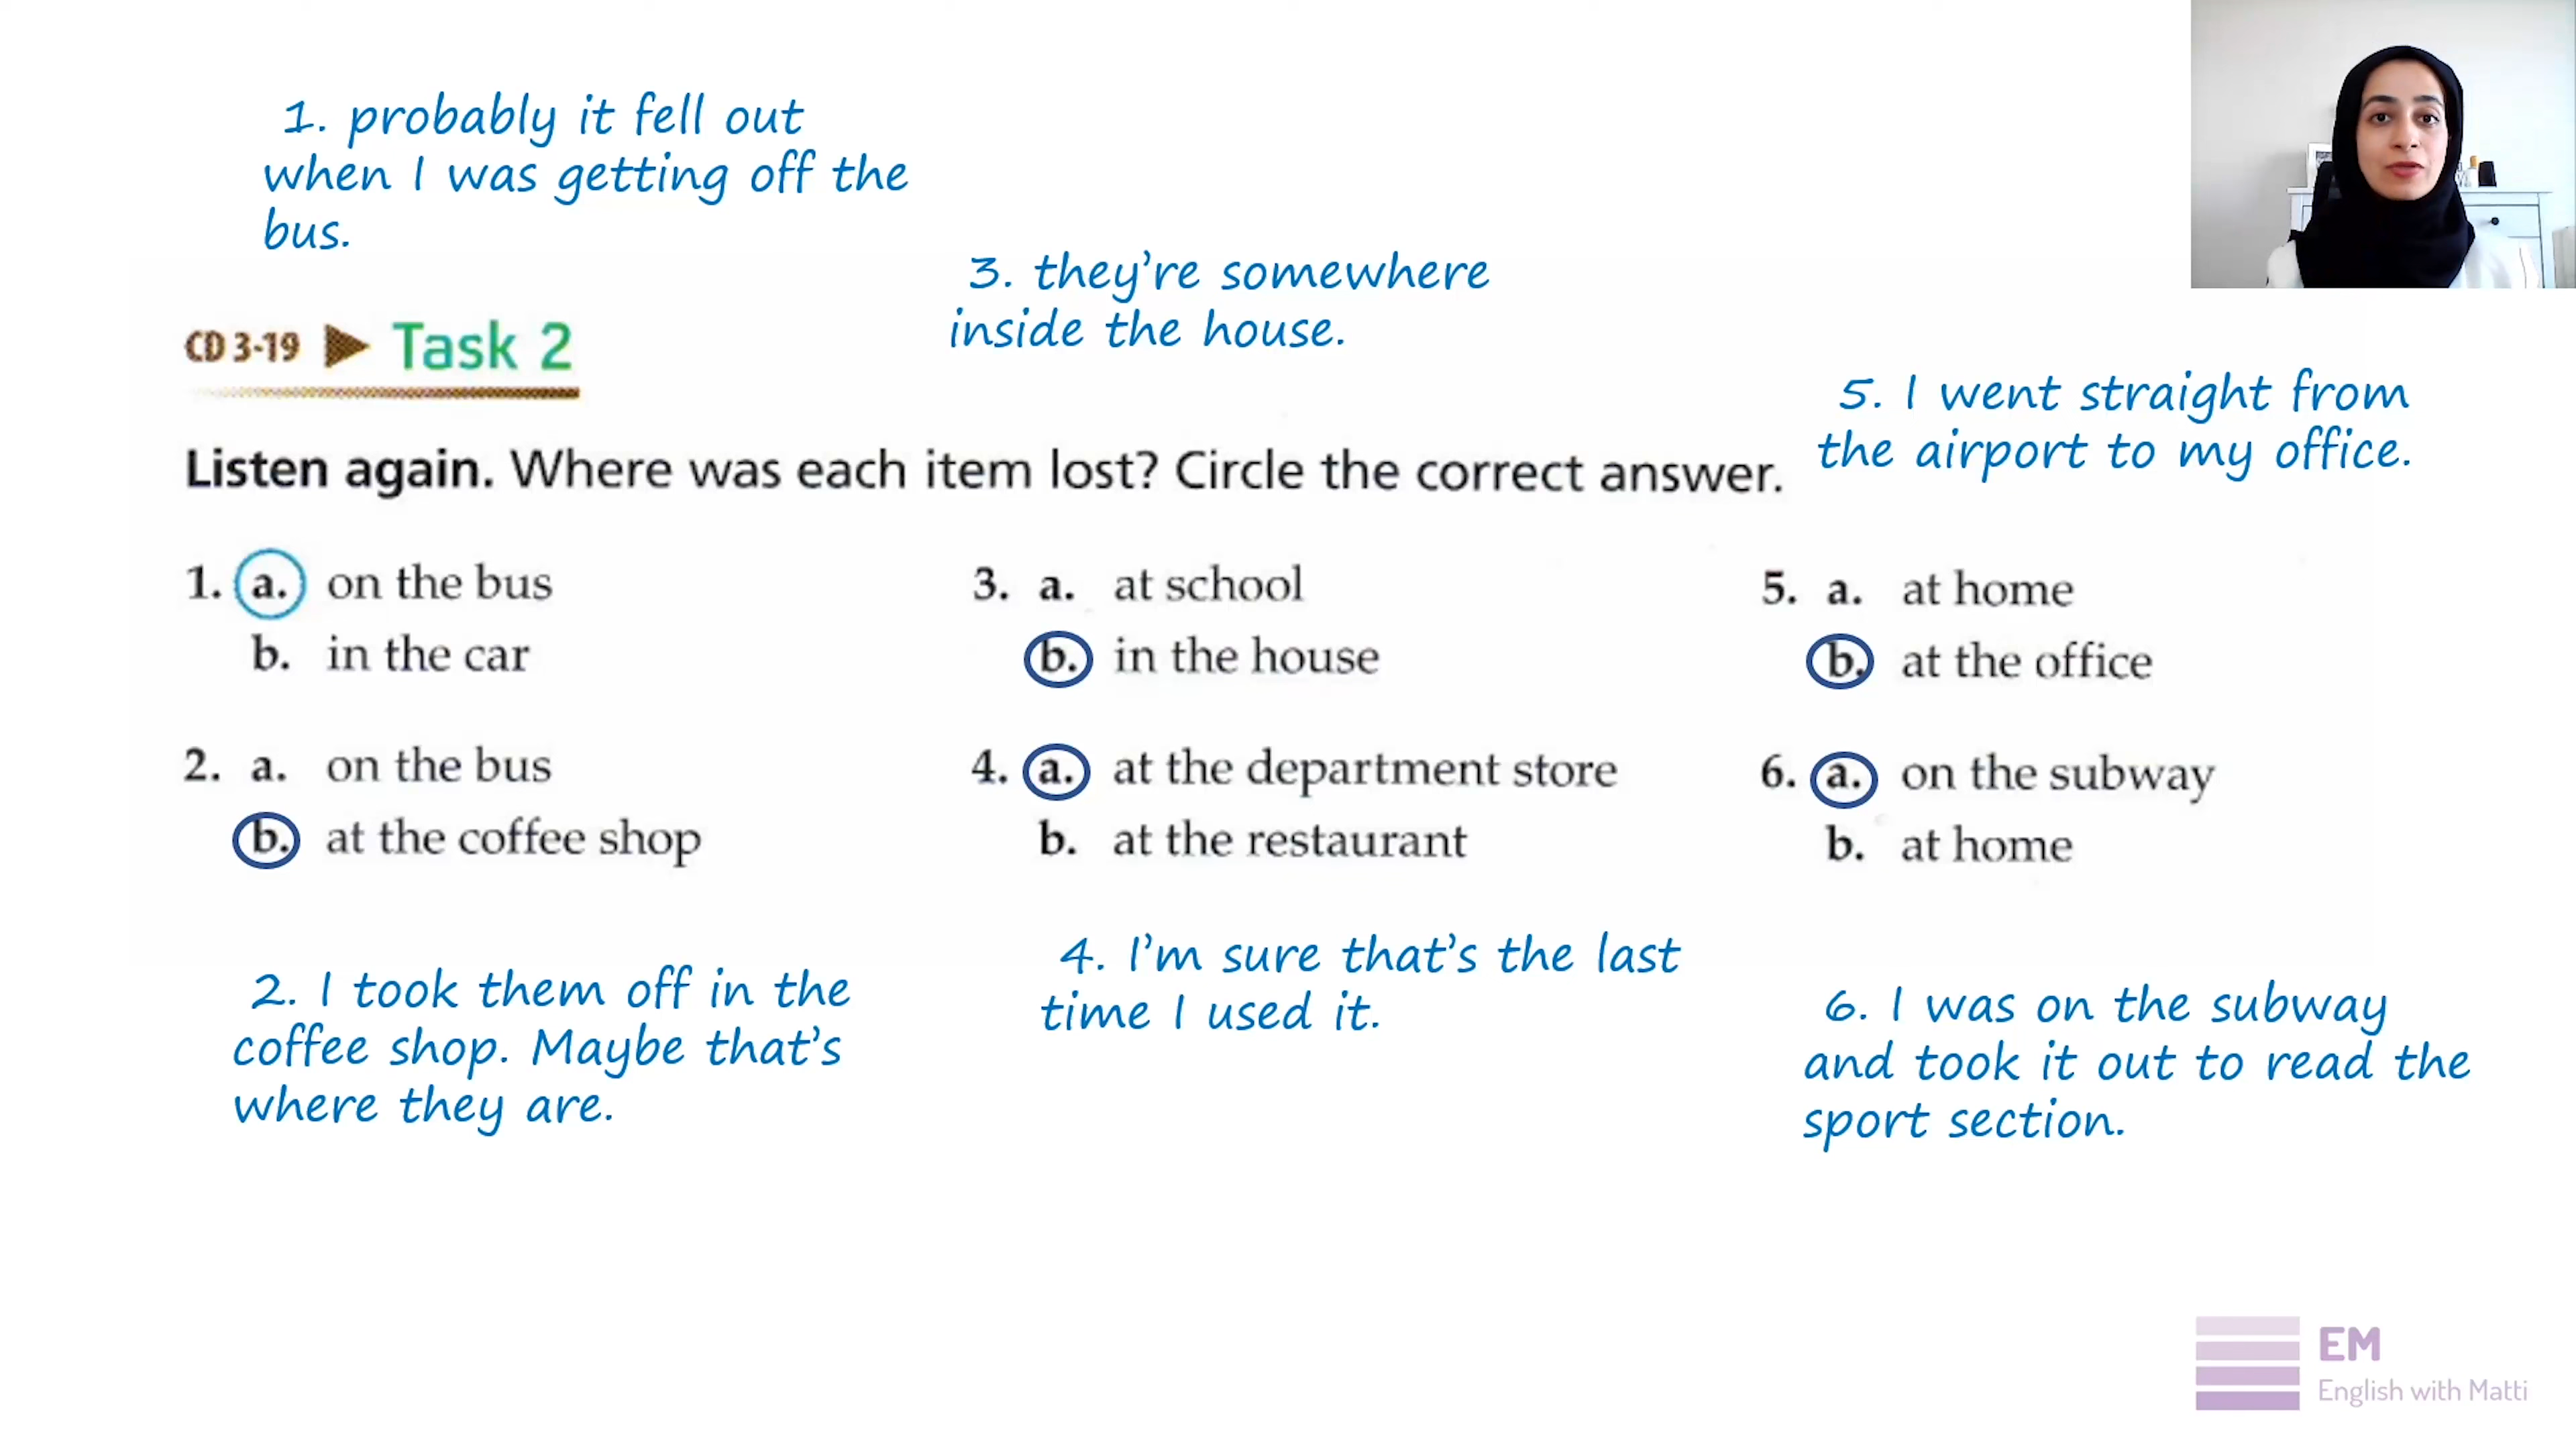 1. probably it fell out
when I was getting off the
bus.
3. they're somewhere
inside the house.
CD 3-19 ▶ Task 2
5. I went straight from
the airport to my office.
Listen again. Where was each item lost? Circle the correct answer.
1. a. on the bus
b. in the car
2. a. on the bus
b. at the coffee shop
3. a. at school
b. in the house
4. a. at the department store
b. at the restaurant
5. a. at home
b. at the office
6. a. on the subway
b. at home
2. I took them off in the
coffee shop. Maybe that's
where they are.
4. I'm sure that's the last
time I used it.
6. I was on the subway
and took it out to read the
sport section.
EM
English with Matti